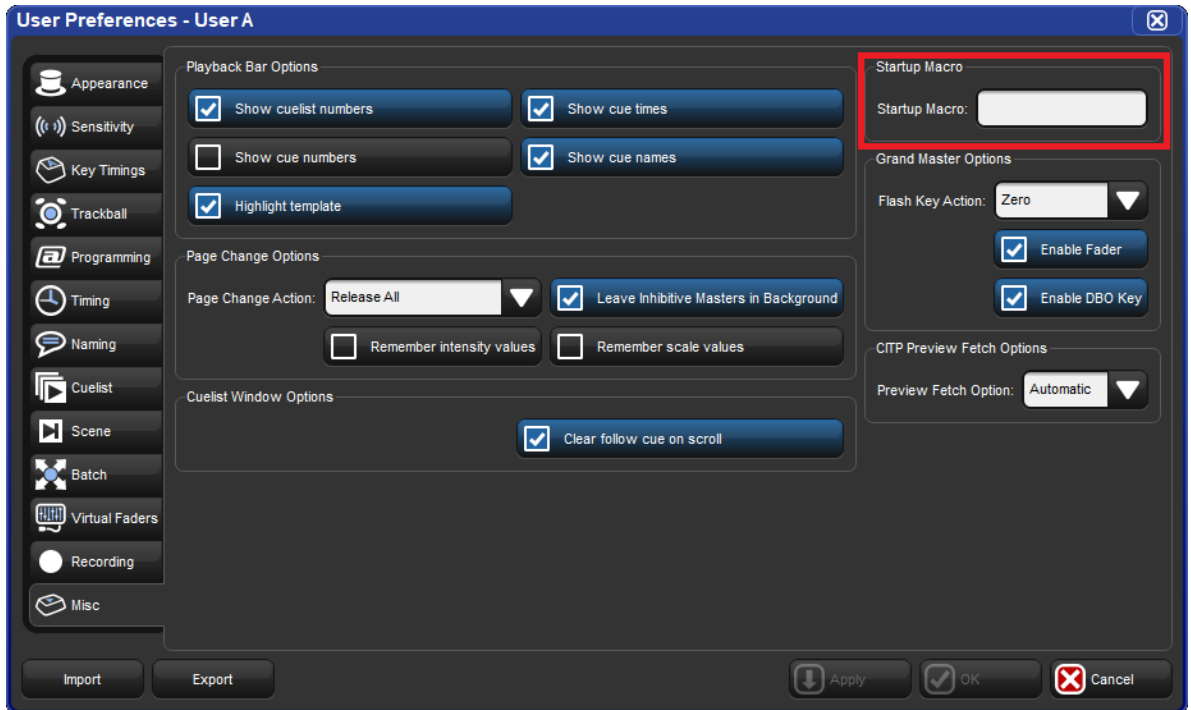 User Preferences - User A
Appearance
Sensitivity
Key Timings
Trackball
Programming
Timing
Naming
Cuelist
Scene
Batch
Virtual Faders
Recording
Misc
Playback Bar Options
Show cuelist numbers
Show cue times
Show cue numbers
Show cue names
Highlight template
Page Change Options
Page Change Action: Release All
Leave Inhibitive Masters in Background
Remember intensity values
Remember scale values
Cuelist Window Options
Clear follow cue on scroll
Startup Macro
Startup Macro:
Grand Master Options
Flash Key Action: Zero
Enable Fader
Enable DBO Key
CITP Preview Fetch Options
Preview Fetch Option: Automatic
Import
Export
Apply
OK
Cancel